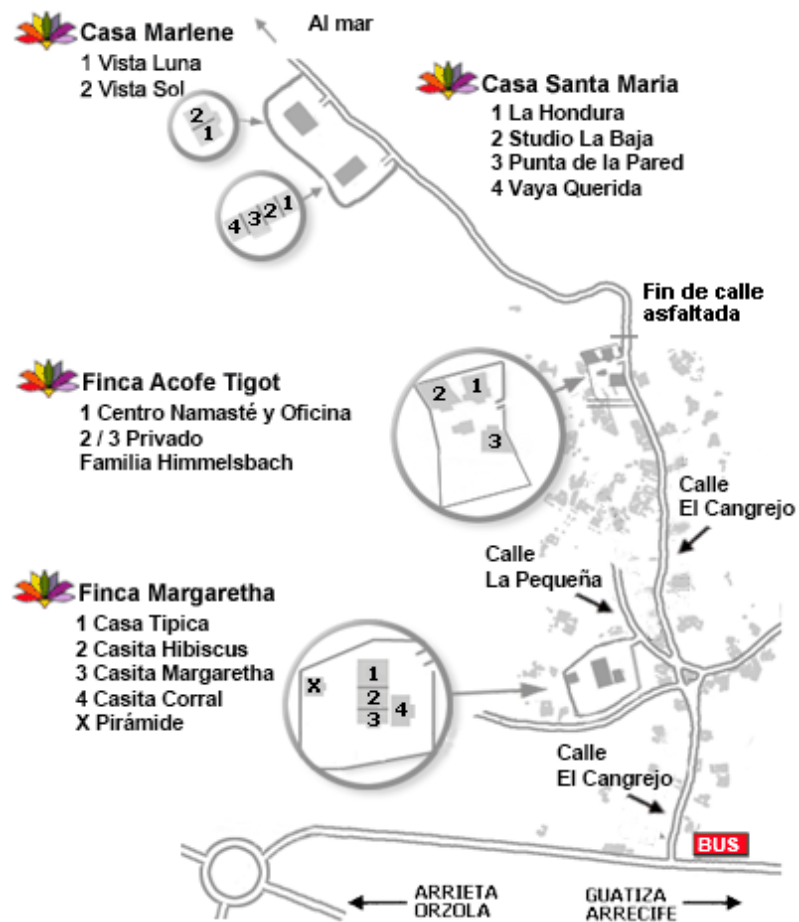 Casa Marlene
1 Vista Luna
2 Vista Sol
Al mar
Casa Santa Maria
1 La Hondura
2 Studio La Baja
3 Punta de la Pared
4 Vaya Querida
2
1
4 3 2 1
Fin de calle
asfaltada
Finca Acofe Tigot
1 Centro Namasté y Oficina
2 / 3 Privado
Familia Himmelsbach
2 1
3
Calle
El Cangrejo
Calle
La Pequeña
Finca Margaretha
1 Casa Tipica
2 Casita Hibiscus
3 Casita Margaretha
4 Casita Corral
X Pirámide
X
1
2
3
4
Calle
El Cangrejo
BUS
ARRIETA
ORZOLA
GUATIZA
ARRECIFE